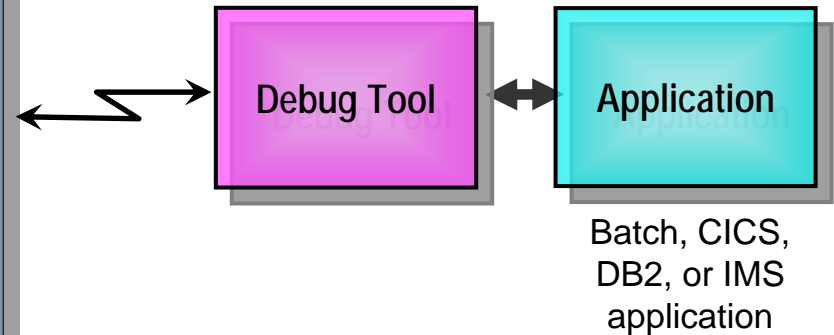 Debug Tool
Application
Batch, CICS,
DB2, or IMS
application